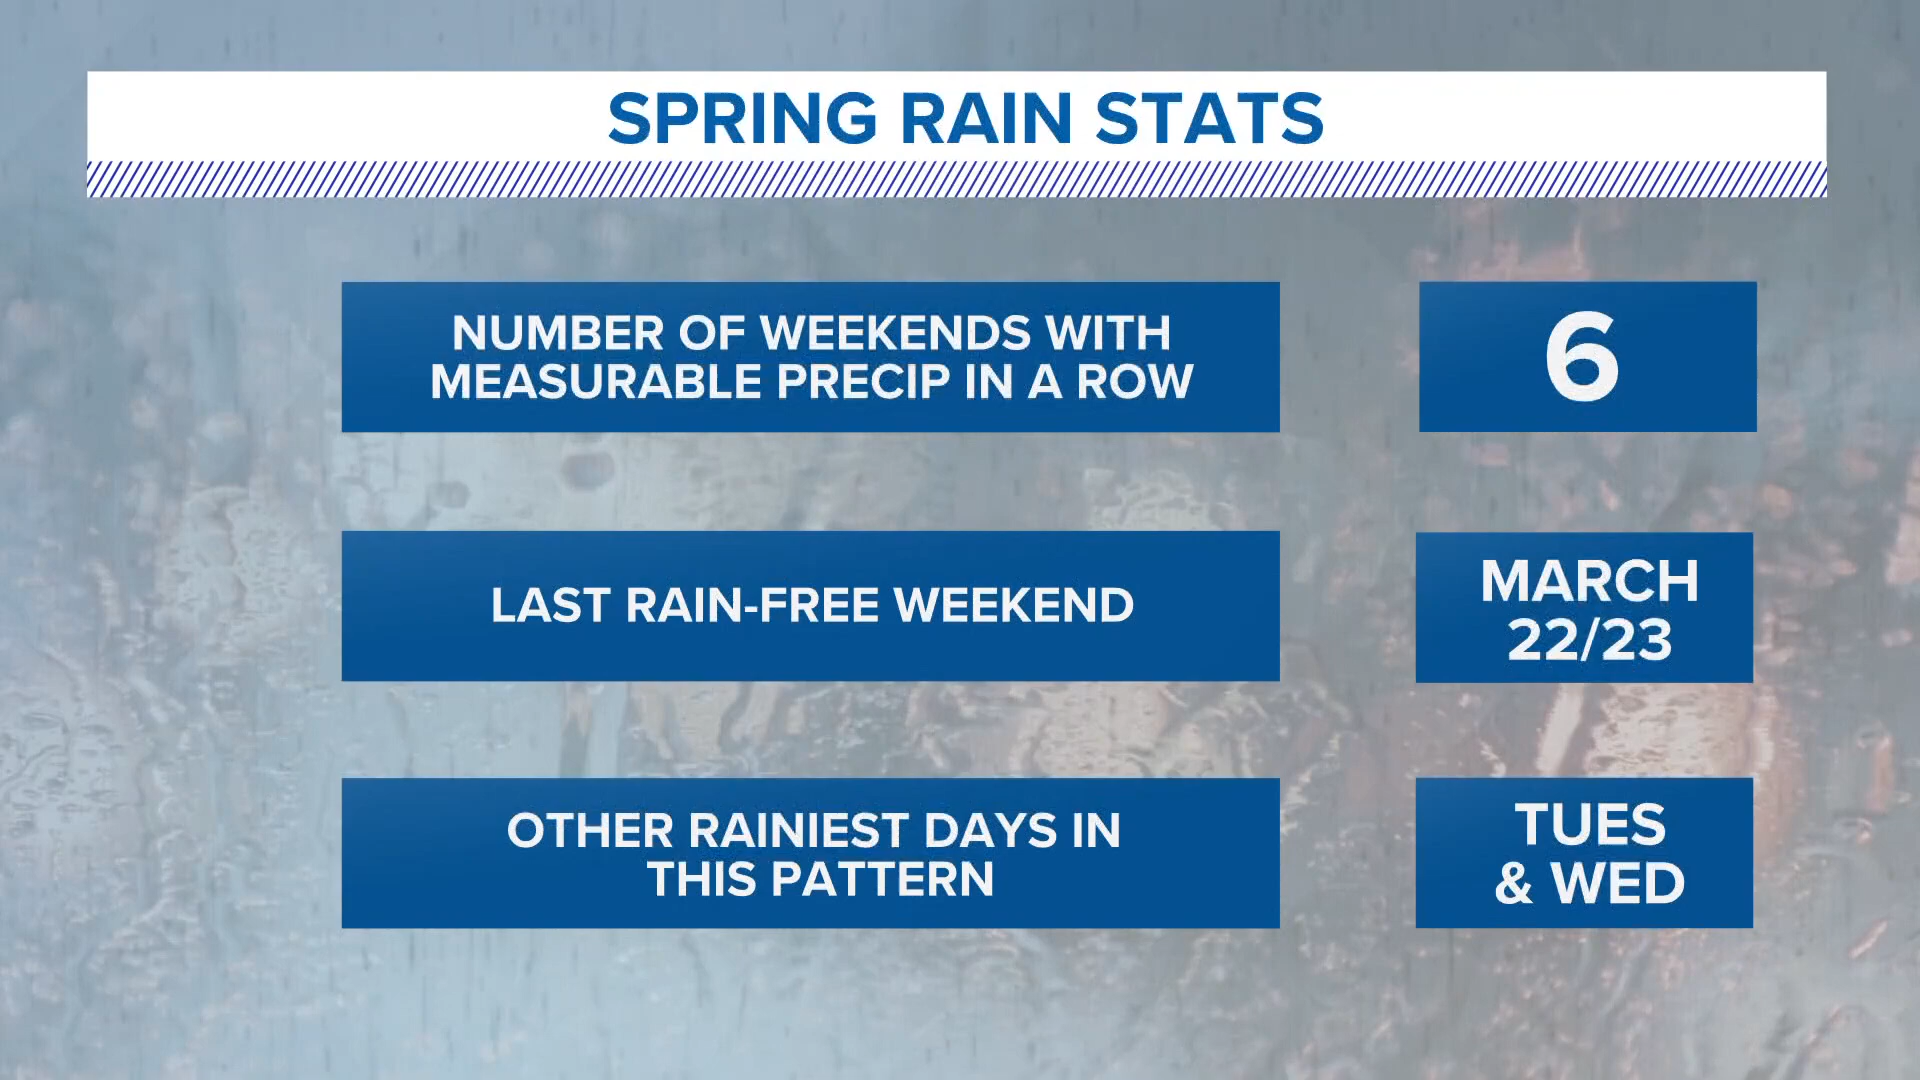 SPRING RAIN STATS
NUMBER OF WEEKENDS WITH
MEASURABLE PRECIP IN A ROW
6
LAST RAIN-FREE WEEKEND
MARCH
22/23
OTHER RAINIEST DAYS IN
THIS PATTERN
TUES
& WED